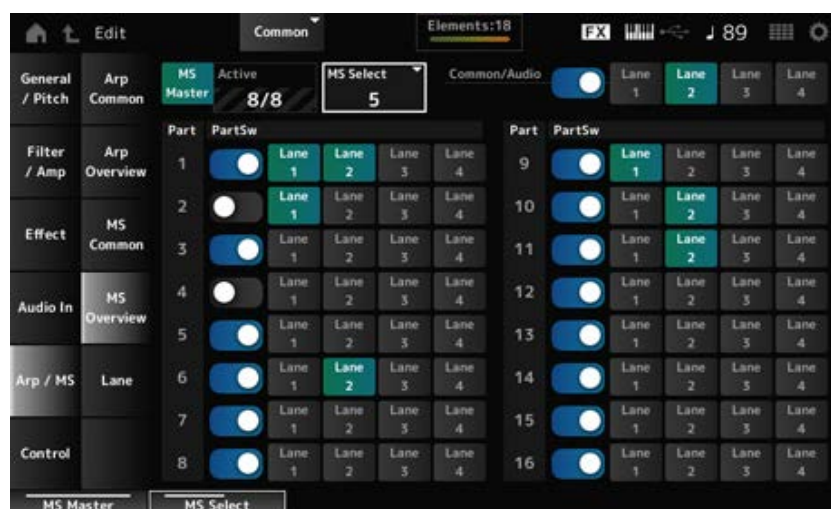 Edit Common Elements:18 FX ♩ 89
General / Pitch
Filter / Amp
Effect
Audio In
Arp / MS
Control
Arp Common
Arp Overview
MS Common
MS Overview
Lane
MS Master Active 8/8 MS Select 5 Common/Audio Lane 1 Lane 2 Lane 3 Lane 4
Part PartSw Part PartSw
1 Lane 1 Lane 2 Lane 3 Lane 4 9 Lane 1 Lane 2 Lane 3 Lane 4
2 Lane 1 Lane 2 Lane 3 Lane 4 10 Lane 1 Lane 2 Lane 3 Lane 4
3 Lane 1 Lane 2 Lane 3 Lane 4 11 Lane 1 Lane 2 Lane 3 Lane 4
4 Lane 1 Lane 2 Lane 3 Lane 4 12 Lane 1 Lane 2 Lane 3 Lane 4
5 Lane 1 Lane 2 Lane 3 Lane 4 13 Lane 1 Lane 2 Lane 3 Lane 4
6 Lane 1 Lane 2 Lane 3 Lane 4 14 Lane 1 Lane 2 Lane 3 Lane 4
7 Lane 1 Lane 2 Lane 3 Lane 4 15 Lane 1 Lane 2 Lane 3 Lane 4
8 Lane 1 Lane 2 Lane 3 Lane 4 16 Lane 1 Lane 2 Lane 3 Lane 4
MS Master MS Select